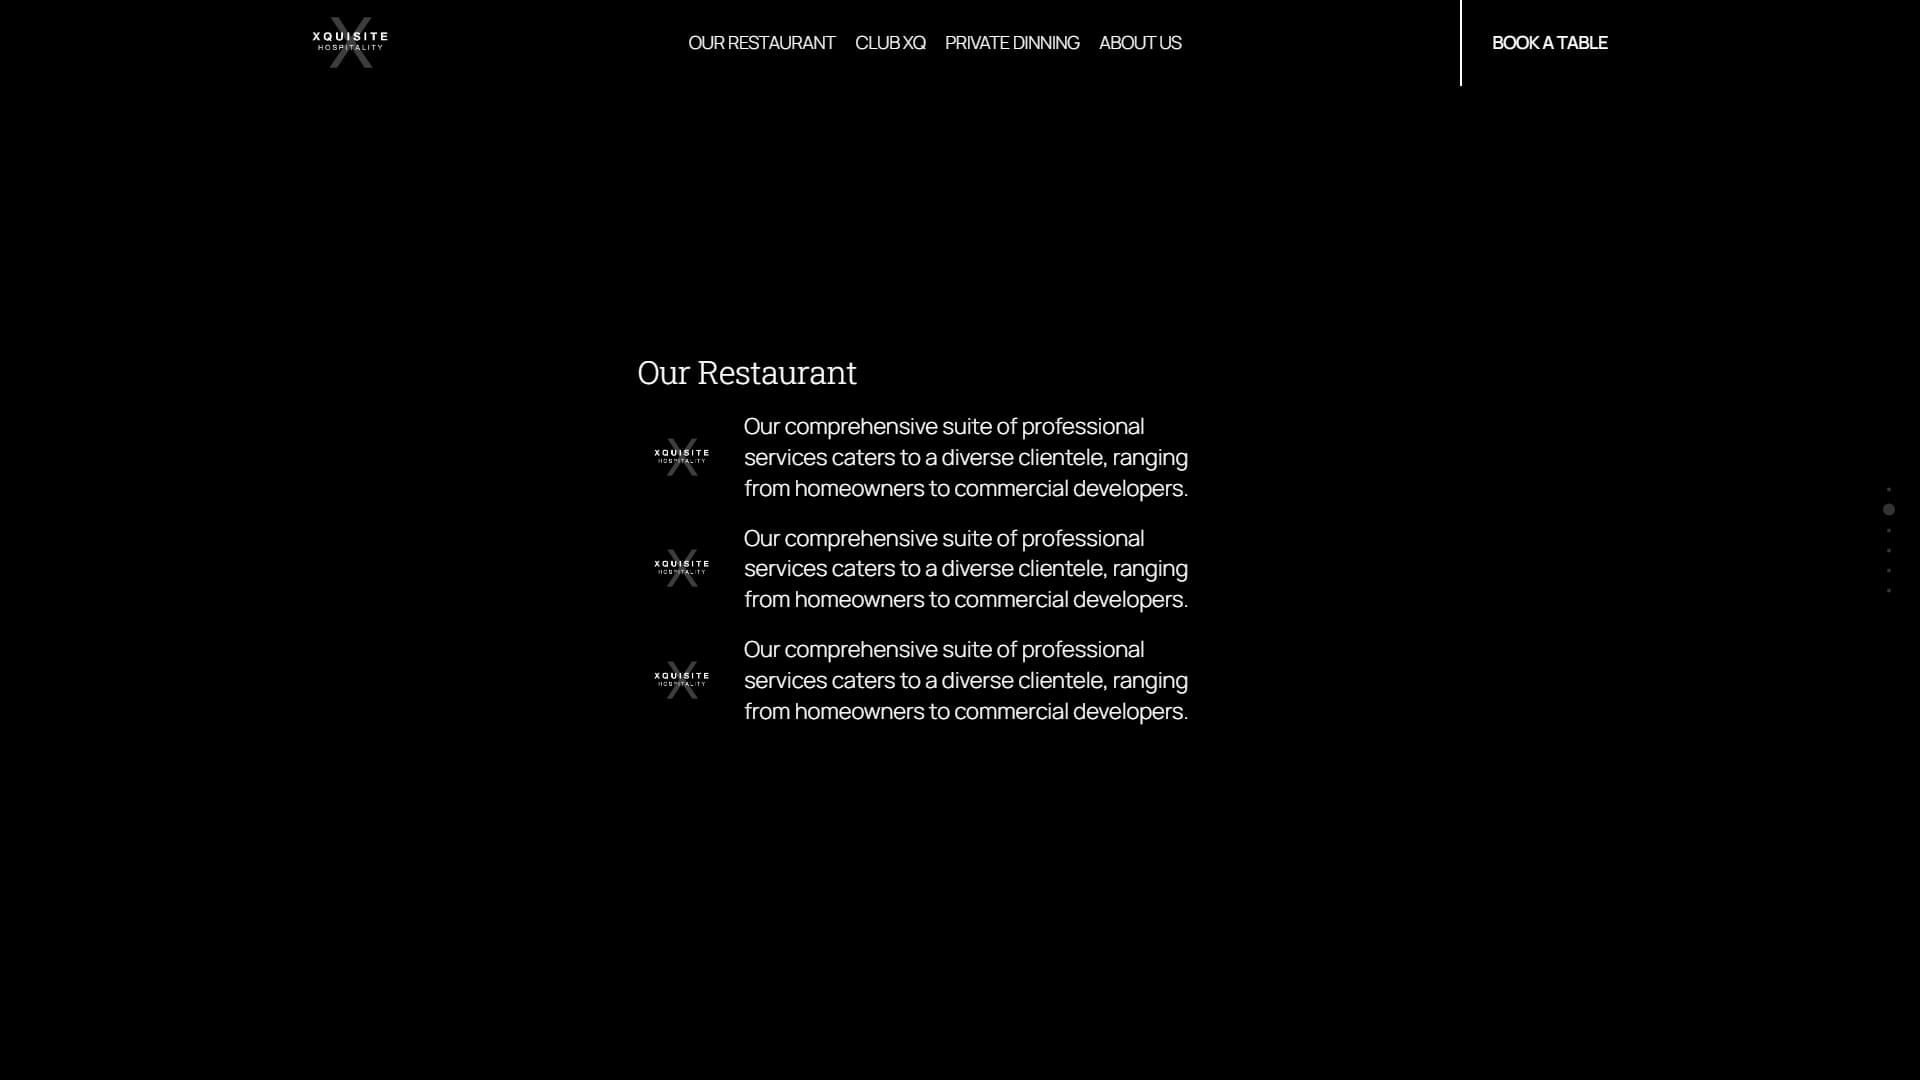 XQUISITE
HOSPITALITY
OUR RESTAURANT CLUB XQ PRIVATE DINNING ABOUT US
BOOK A TABLE
Our Restaurant
XQUISITE
HOSPITALITY
Our comprehensive suite of professional
services caters to a diverse clientele, ranging
from homeowners to commercial developers.
XQUISITE
HOSPITALITY
Our comprehensive suite of professional
services caters to a diverse clientele, ranging
from homeowners to commercial developers.
XQUISITE
HOSPITALITY
Our comprehensive suite of professional
services caters to a diverse clientele, ranging
from homeowners to commercial developers.